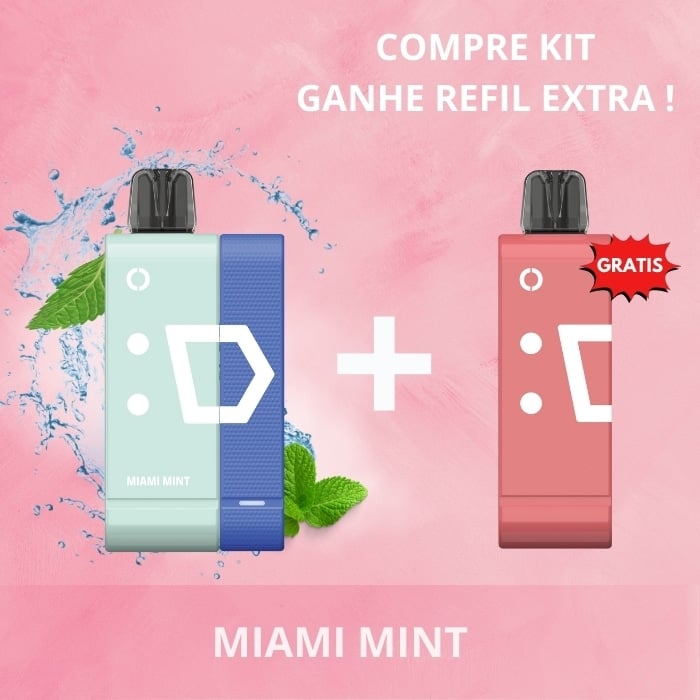 COMPRE KIT
GANHE REFIL EXTRA !
GRATIS
MIAMI MINT
MIAMI MINT